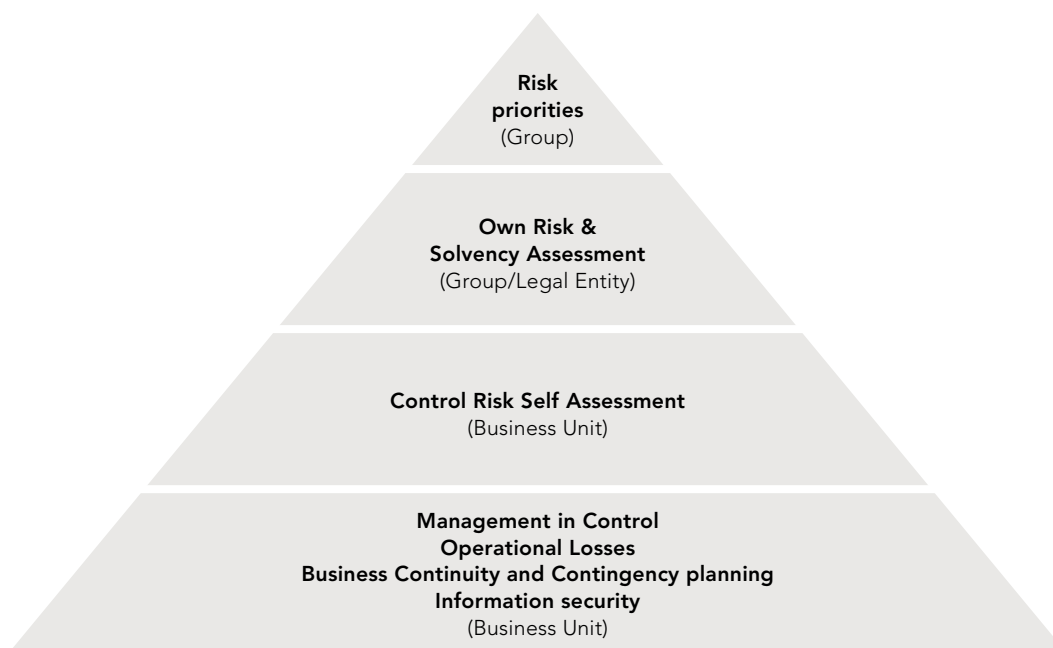 Risk
priorities
(Group)
Own Risk &
Solvency Assessment
(Group/Legal Entity)
Control Risk Self Assessment
(Business Unit)
Management in Control
Operational Losses
Business Continuity and Contingency planning
Information security
(Business Unit)